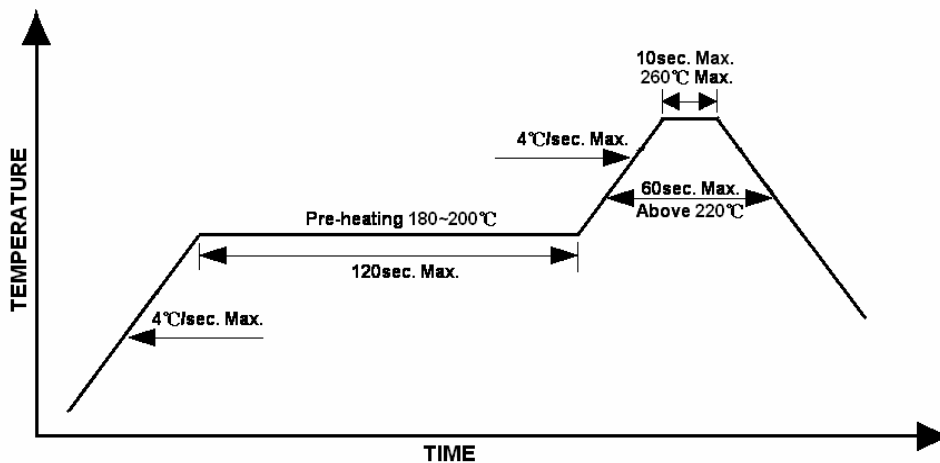 10sec. Max.
260℃ Max.
4℃/sec. Max.
60sec. Max.
Above 220℃
Pre-heating 180~200℃
120sec. Max.
4℃/sec. Max.
TEMPERATURE
TIME